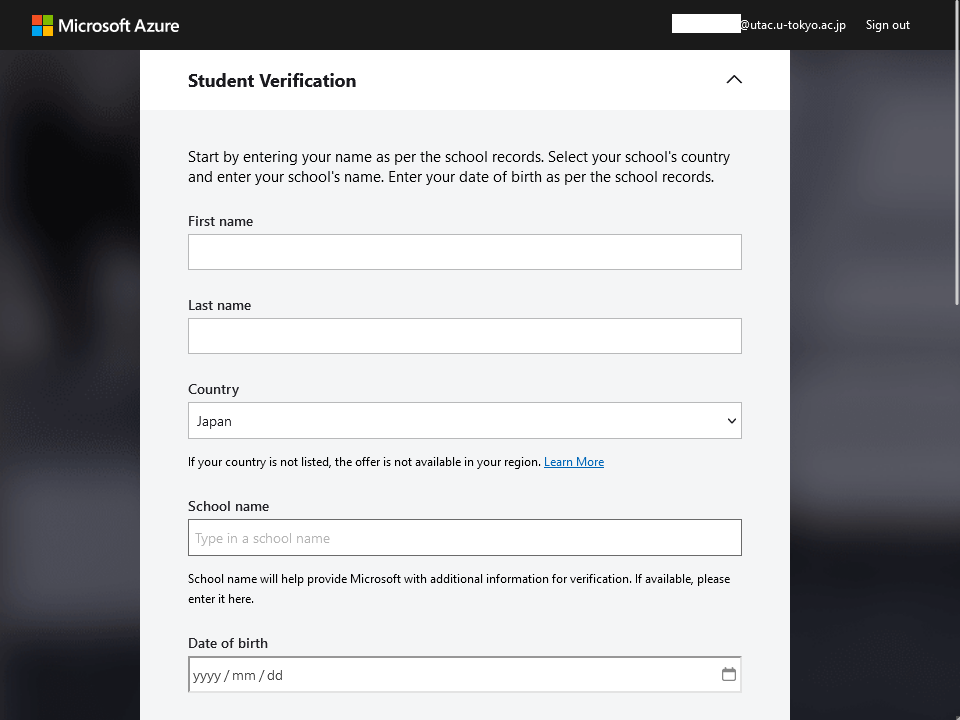 Microsoft Azure
@utac.u-tokyo.ac.jp Sign out
Student Verification
Start by entering your name as per the school records. Select your school's country
and enter your school's name. Enter your date of birth as per the school records.
First name
Last name
Country
Japan
If your country is not listed, the offer is not available in your region. Learn More
School name
Type in a school name
School name will help provide Microsoft with additional information for verification. If available, please
enter it here.
Date of birth
yyyy / mm / dd